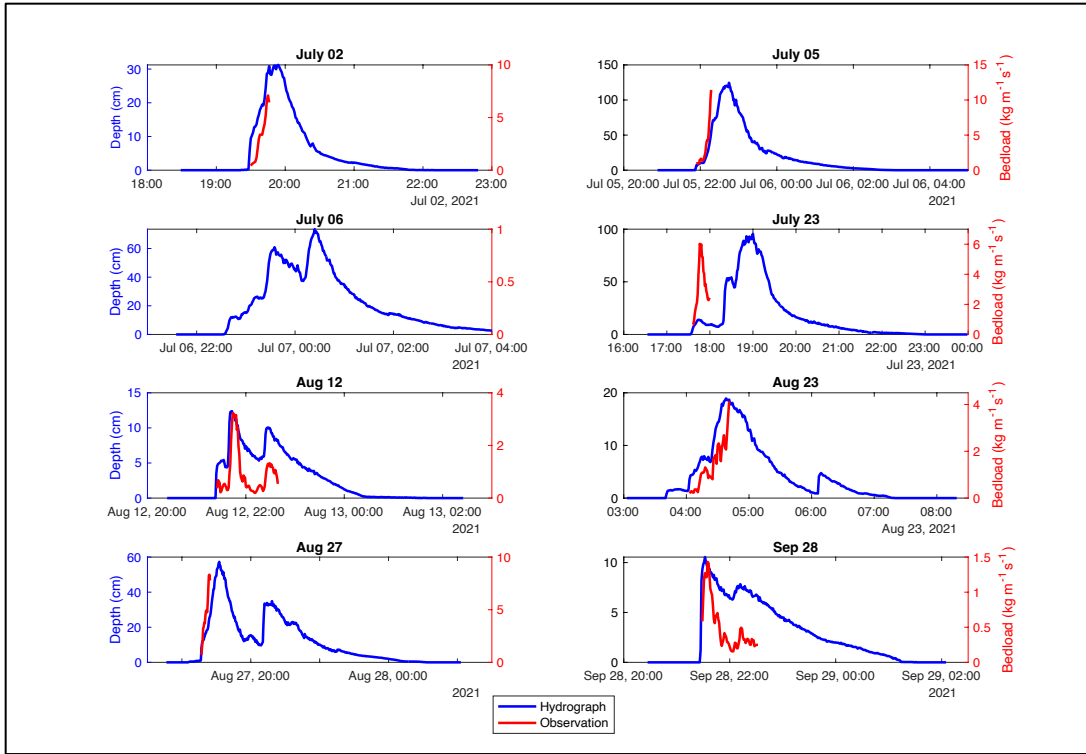 July 02
July 05
30
20
10
0
Depth (cm)
10
5
0
18:00 19:00 20:00 21:00 22:00 23:00
Jul 02, 2021
150
100
50
0
15
10
5
0
Bedload (kg m⁻¹ s⁻¹)
Jul 05, 20:00 Jul 05, 22:00 Jul 06, 00:00 Jul 06, 02:00 Jul 06, 04:00
2021
July 06
July 23
60
40
20
0
Depth (cm)
1
0.5
0
Jul 06, 22:00 Jul 07, 00:00 Jul 07, 02:00 Jul 07, 04:00
2021
100
50
0
6
4
2
0
Bedload (kg m⁻¹ s⁻¹)
16:00 17:00 18:00 19:00 20:00 21:00 22:00 23:00 00:00
Jul 23, 2021
Aug 12
Aug 23
15
10
5
0
Depth (cm)
4
2
0
Aug 12, 20:00 Aug 12, 22:00 Aug 13, 00:00 Aug 13, 02:00
2021
20
10
0
4
2
0
Bedload (kg m⁻¹ s⁻¹)
03:00 04:00 05:00 06:00 07:00 08:00
Aug 23, 2021
Aug 27
Sep 28
60
40
20
0
Depth (cm)
10
5
0
Aug 27, 20:00 Aug 28, 00:00
2021
10
5
0
1.5
1
0.5
0
Bedload (kg m⁻¹ s⁻¹)
Sep 28, 20:00 Sep 28, 22:00 Sep 29, 00:00 Sep 29, 02:00
2021
Hydrograph
Observation